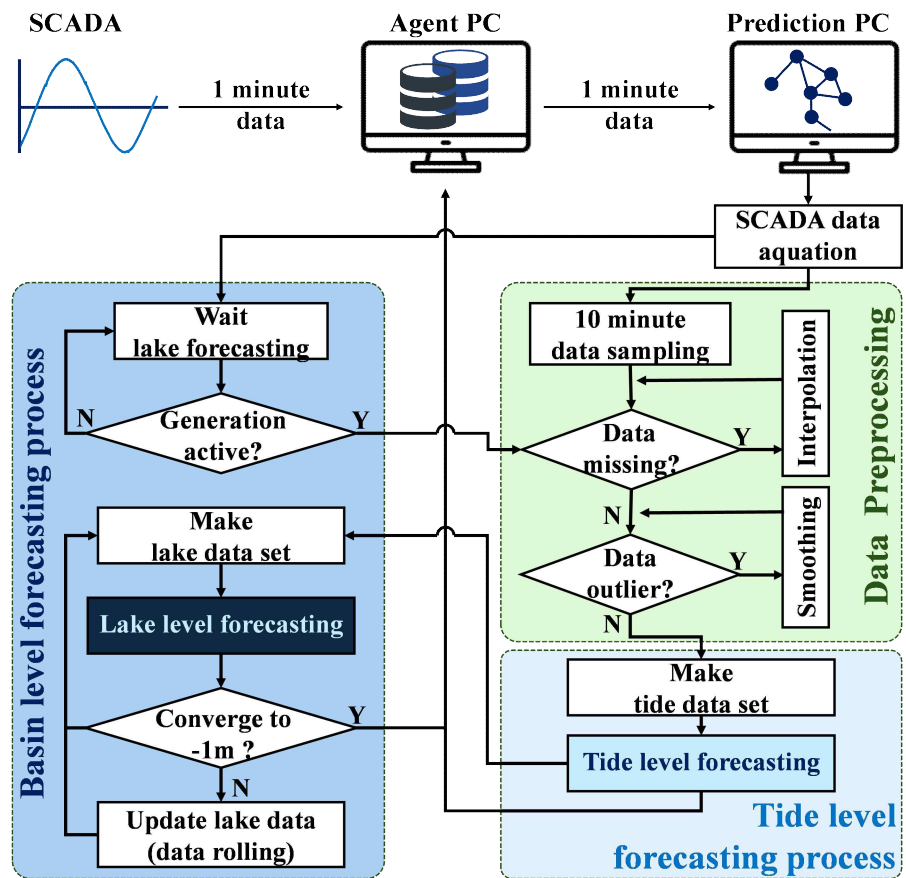 SCADA
Agent PC
Prediction PC
1 minute
data
1 minute
data
SCADA data
aquation
Basin level forecasting process
Wait
lake forecasting
Generation
active?
N
Y
Make
lake data set
Lake level forecasting
Converge to
-1m ?
Y
N
Update lake data
(data rolling)
Data Preprocessing
10 minute
data sampling
Interpolation
Data
missing?
Y
N
Smoothing
Data
outlier?
Y
N
Make
tide data set
Tide level forecasting
Tide level
forecasting process